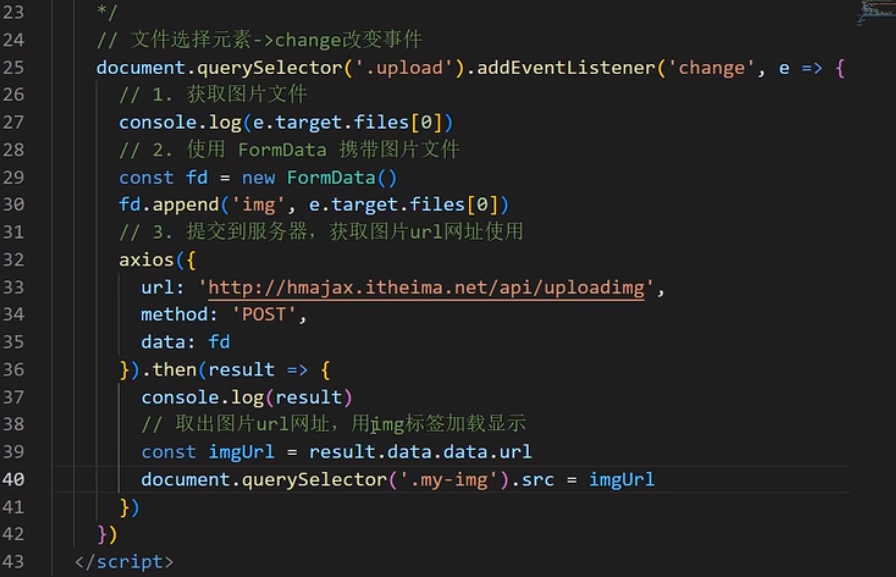 23 */
24 // 文件选择元素->change改变事件
25 document.querySelector('.upload').addEventListener('change', e => {
26 // 1. 获取图片文件
27 console.log(e.target.files[0])
28 // 2. 使用 FormData 携带图片文件
29 const fd = new FormData()
30 fd.append('img', e.target.files[0])
31 // 3. 提交到服务器，获取图片url网址使用
32 axios({
33 url: 'http://hmajax.itheima.net/api/uploadimg',
34 method: 'POST',
35 data: fd
36 }).then(result => {
37 console.log(result)
38 // 取出图片url网址，用img标签加载显示
39 const imgUrl = result.data.data.url
40 document.querySelector('.my-img').src = imgUrl
41 })
42 })
43 </script>